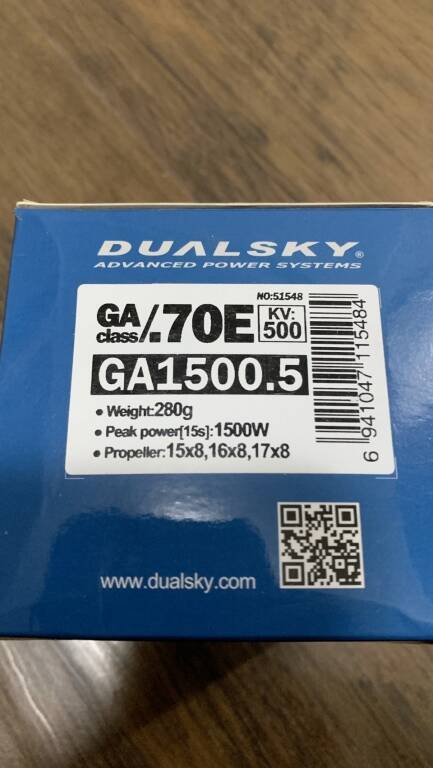 DUALSKY®
ADVANCED POWER SYSTEMS
NO:51548
GA class/.70E KV: 500
GA1500.5
• Weight:280g
• Peak power[15s]:1500W
• Propeller:15x8,16x8,17x8
6 941047 115484
www.dualsky.com